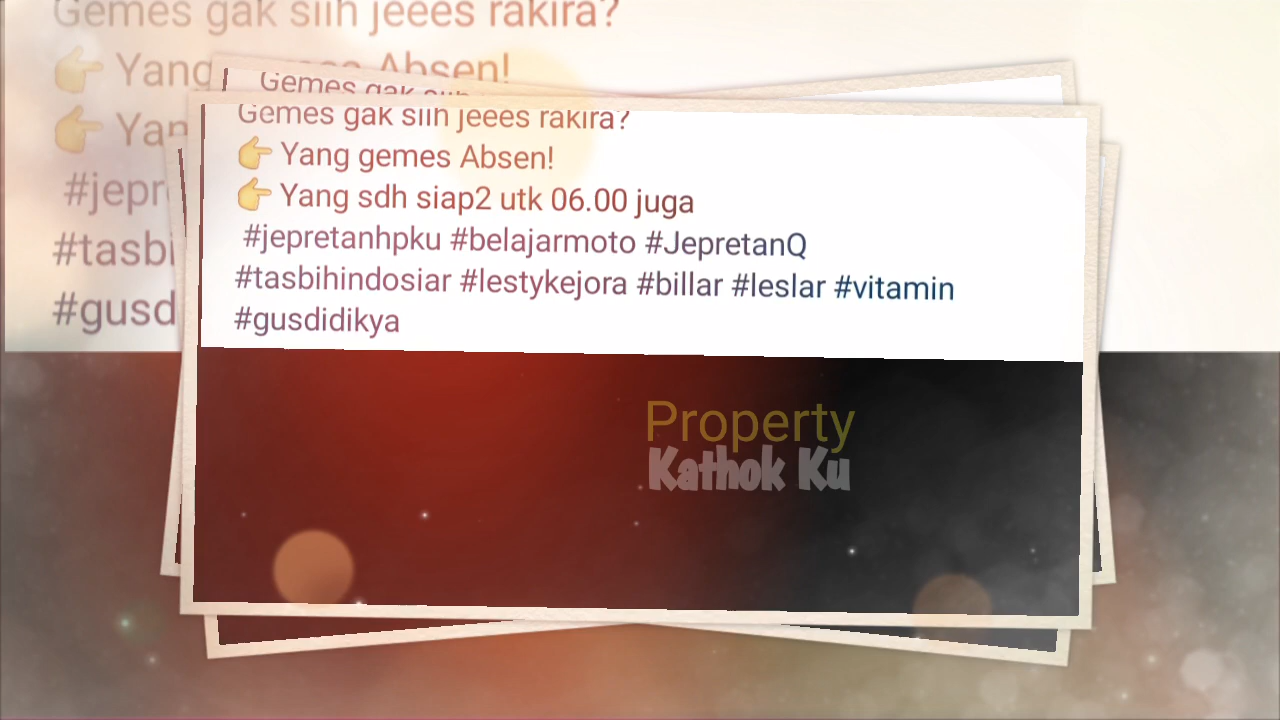 Gemes gak siih jeees rakira?
👉 Yang gemes Absen!
👉 Yang sdh siap2 utk 06.00 juga
#jepretanhpku #belajarmoto #JepretanQ
#tasbihindosiar #lestykejora #billar #leslar #vitamin
#gusdidikya
Property
Kathok Ku